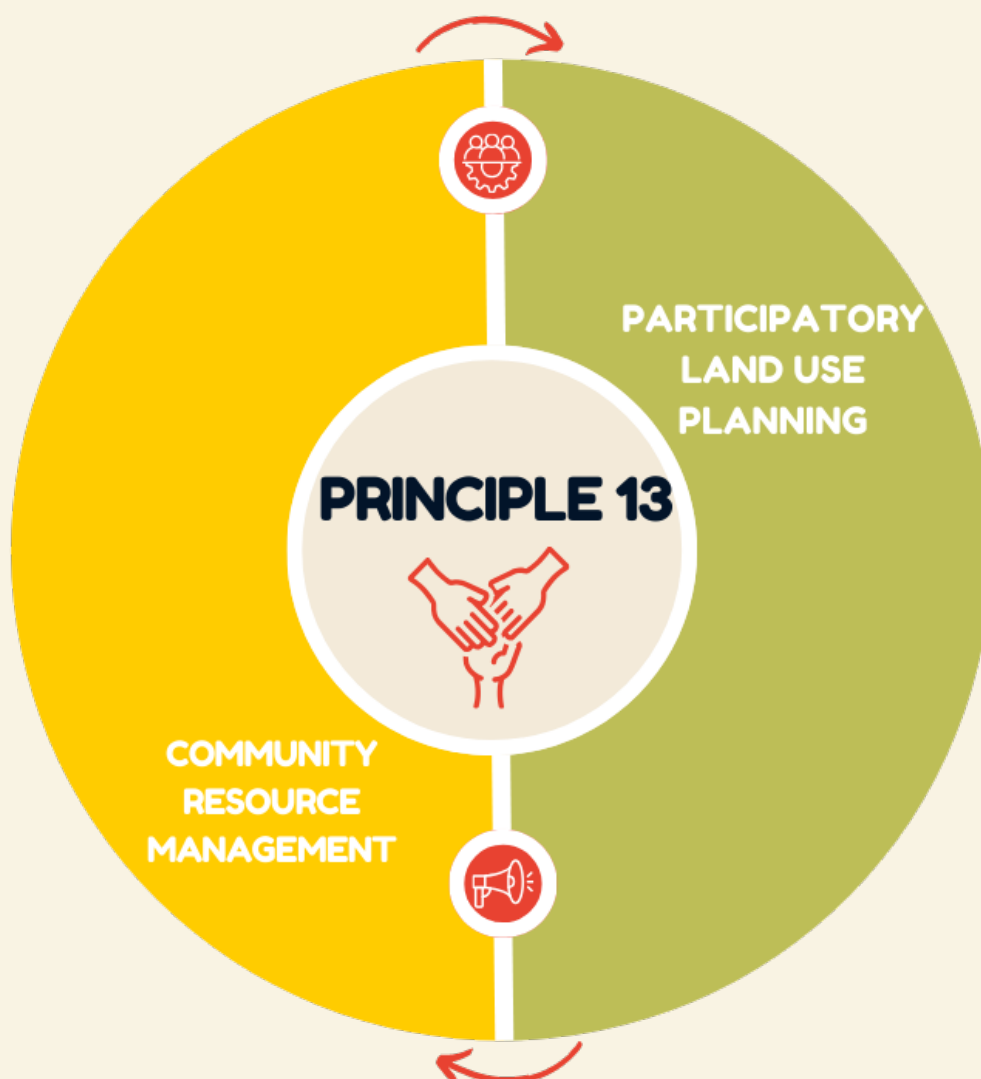 PARTICIPATORY
LAND USE
PLANNING
PRINCIPLE 13
COMMUNITY
RESOURCE
MANAGEMENT